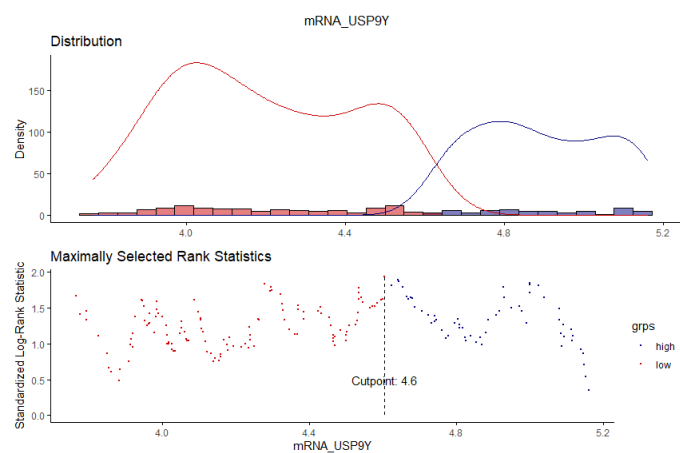 mRNA_USP9Y
Distribution
Density
150
100
50
0
4.0 4.4 4.8 5.2
Maximally Selected Rank Statistics
Standardized Log-Rank Statistic
2.0
1.5
1.0
0.5
0.0
Cutpoint: 4.6
4.0 4.4 4.8 5.2
mRNA_USP9Y
grps
high
low